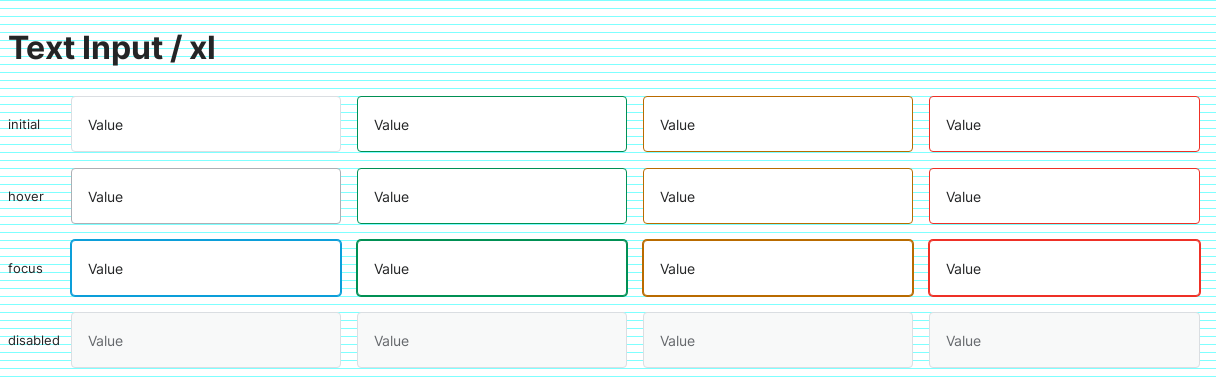 Text Input / xl
initial Value Value Value Value
hover Value Value Value Value
focus Value Value Value Value
disabled Value Value Value Value